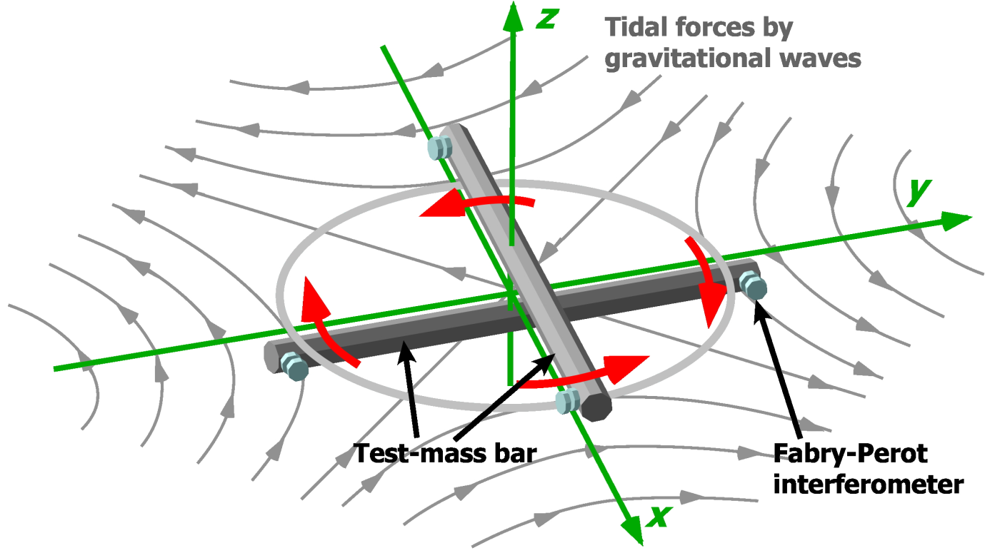 z
Tidal forces by
gravitational waves
y
Test-mass bar
Fabry-Perot
interferometer
x